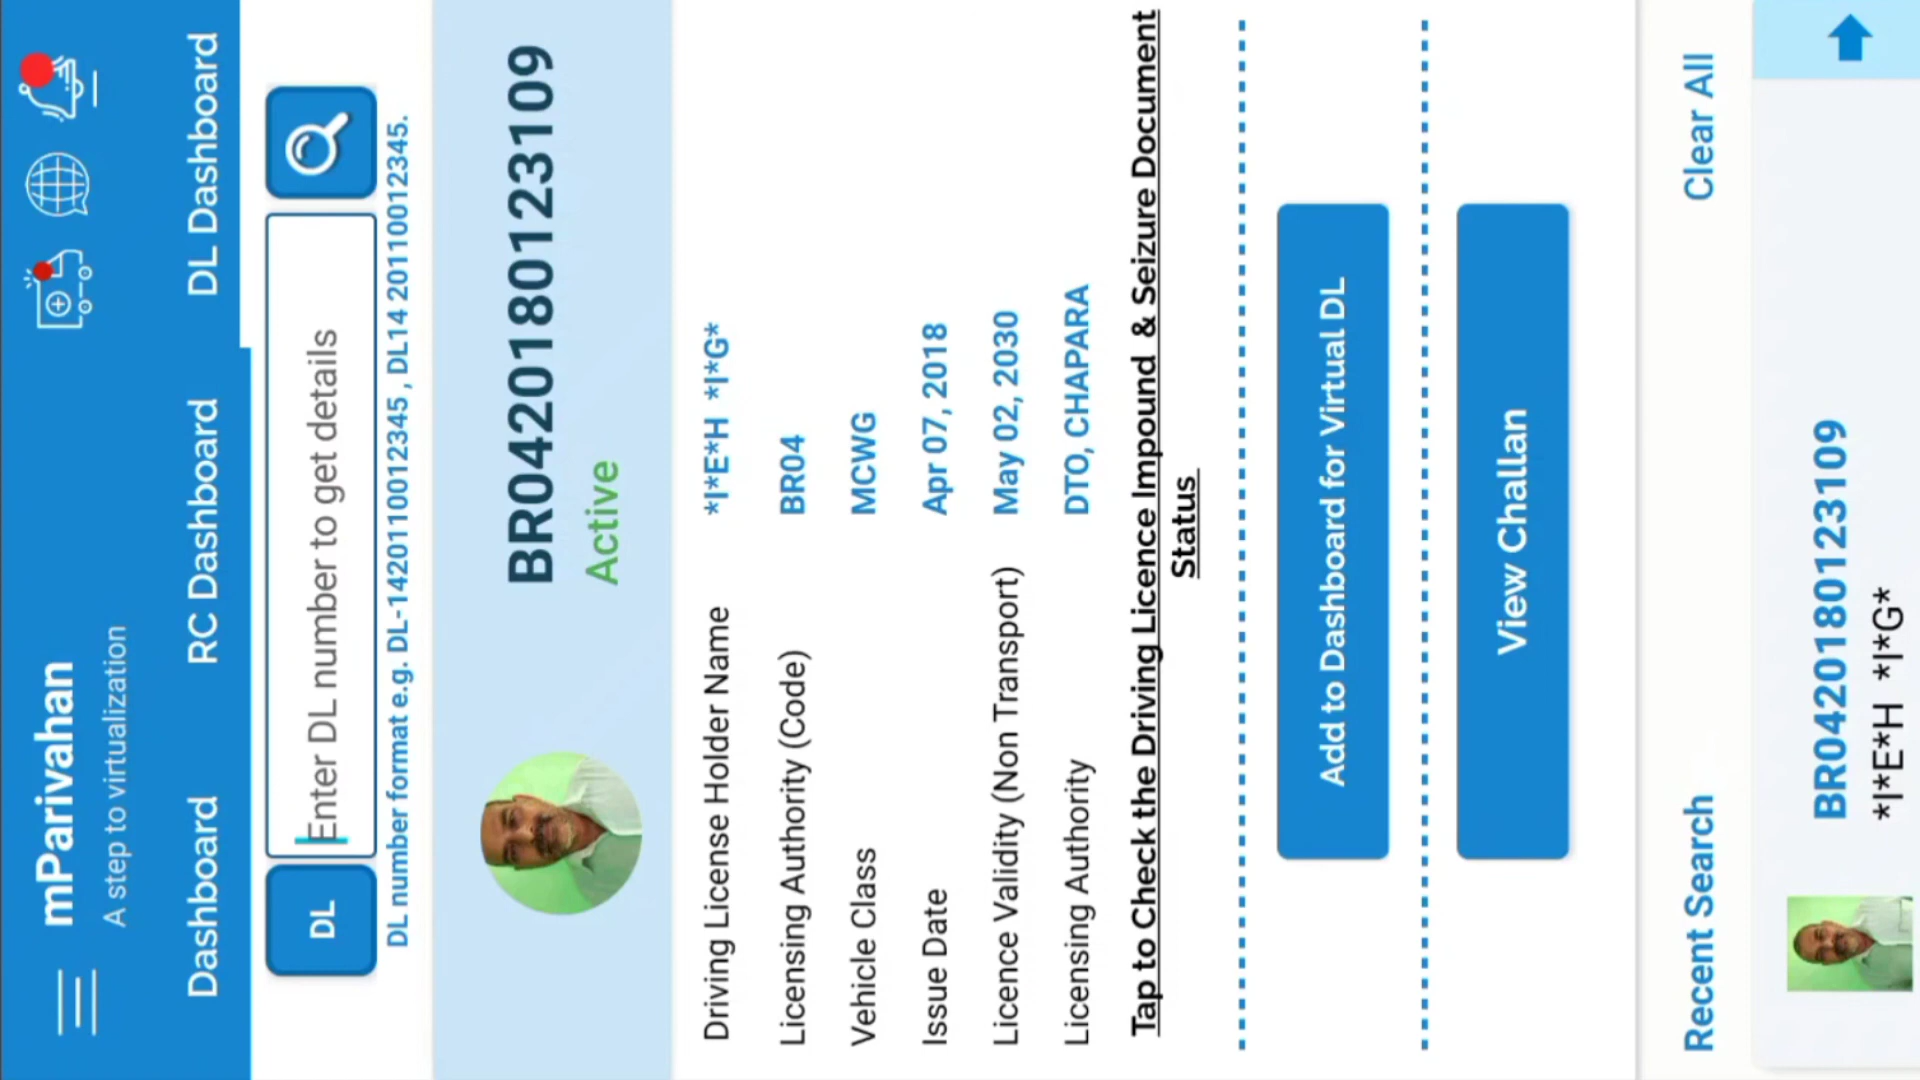 mParivahan
A step to virtualization
Dashboard RC Dashboard DL Dashboard
DL Enter DL number to get details
DL number format e.g. DL-1420110012345 , DL14 20110012345.
BR0420180123109
Active
Driving License Holder Name *I*E*H *I*G*
Licensing Authority (Code) BR04
Vehicle Class MCWG
Issue Date Apr 07, 2018
Licence Validity (Non Transport) May 02, 2030
Licensing Authority DTO, CHAPARA
Tap to Check the Driving Licence Impound & Seizure Document
Status
Add to Dashboard for Virtual DL
View Challan
Recent Search Clear All
BR0420180123109
*I*E*H *I*G*